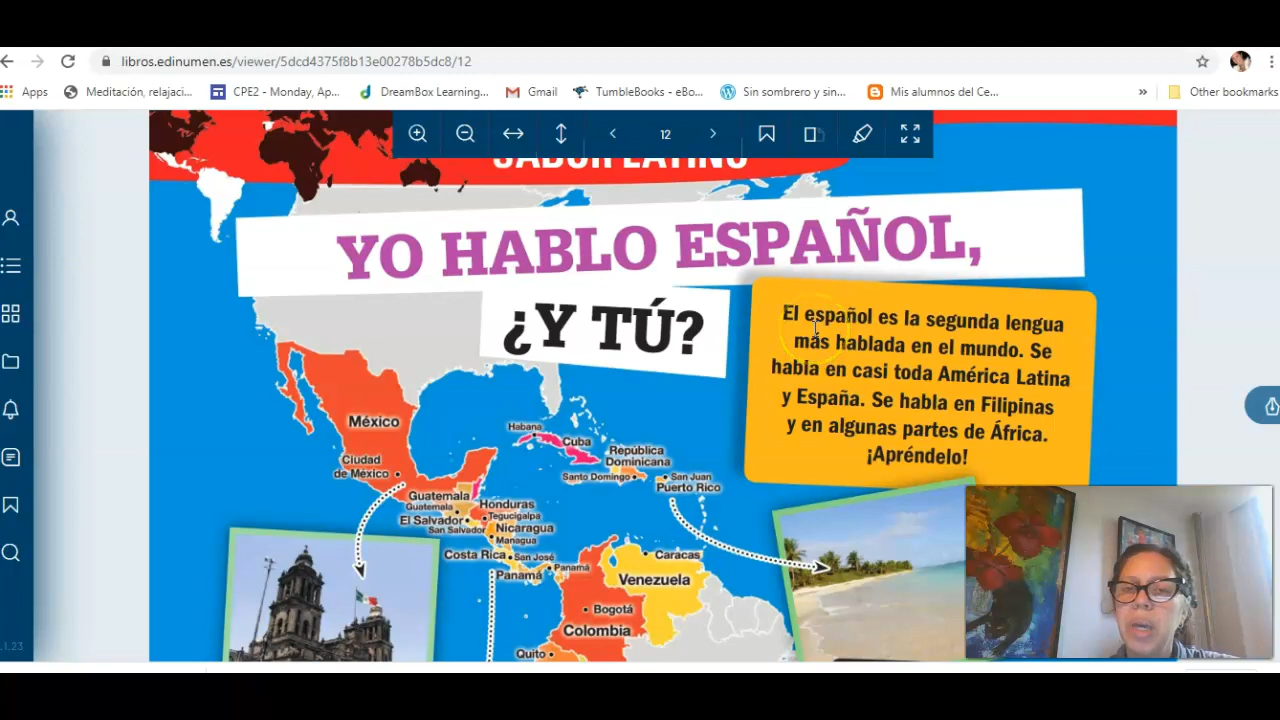 libros.edinumen.es/viewer/5dcd4375f8b13e00278b5dc8/12
Apps
Meditación, relajaci...
CPE2 - Monday, Ap...
DreamBox Learning...
Gmail
TumbleBooks - eBo...
Sin sombrero y sin...
Mis alumnos del Ce...
»
Other bookmarks
12
SABOR LATINO
YO HABLO ESPAÑOL,
¿Y TÚ?
El español es la segunda lengua
más hablada en el mundo. Se
habla en casi toda América Latina
y España. Se habla en Filipinas
y en algunas partes de África.
¡Apréndelo!
México
Ciudad
de México
Habana
Cuba
República
Dominicana
Santo Domingo
San Juan
Puerto Rico
Guatemala
Guatemala
Honduras
Tegucigalpa
El Salvador
San Salvador
Nicaragua
Managua
Costa Rica
San José
Panamá
Panamá
Caracas
Venezuela
Bogotá
Colombia
Quito
1.23